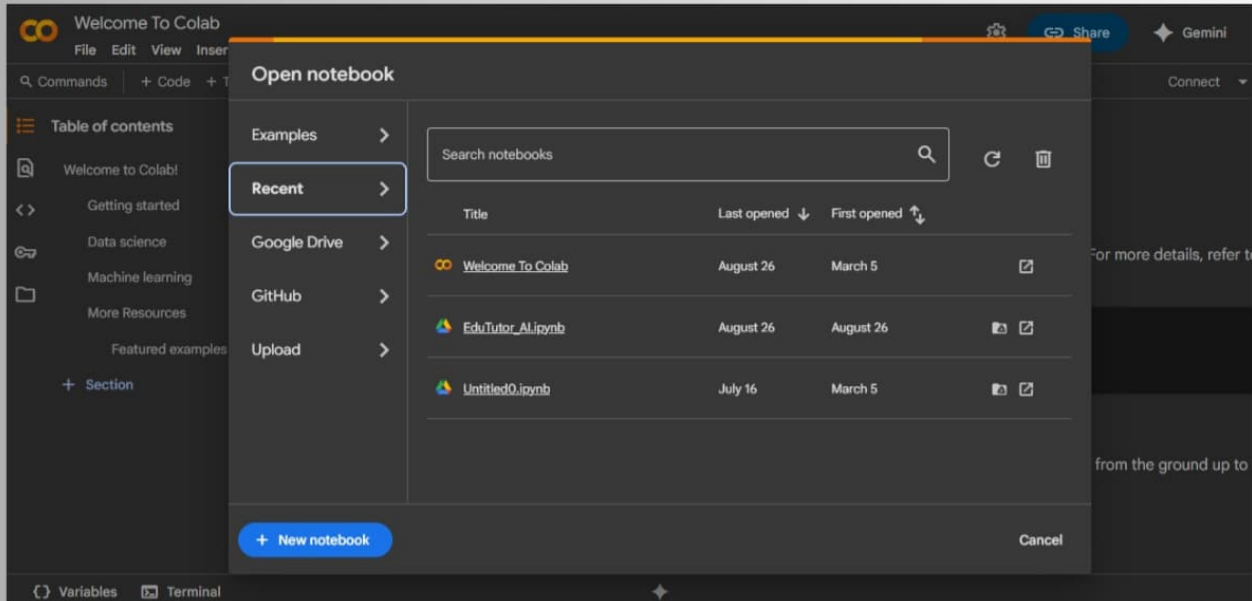 Welcome To Colab
File Edit View Inser
Share
Gemini
Commands + Code + T
Connect
Table of contents
Welcome to Colab!
Getting started
Data science
Machine learning
More Resources
Featured examples
+ Section
Open notebook
Examples
Recent
Google Drive
GitHub
Upload
Search notebooks
Title Last opened First opened
Welcome To Colab August 26 March 5
EduTutor_AI.ipynb August 26 August 26
Untitled0.ipynb July 16 March 5
+ New notebook
Cancel
For more details, refer to
from the ground up to
Variables Terminal